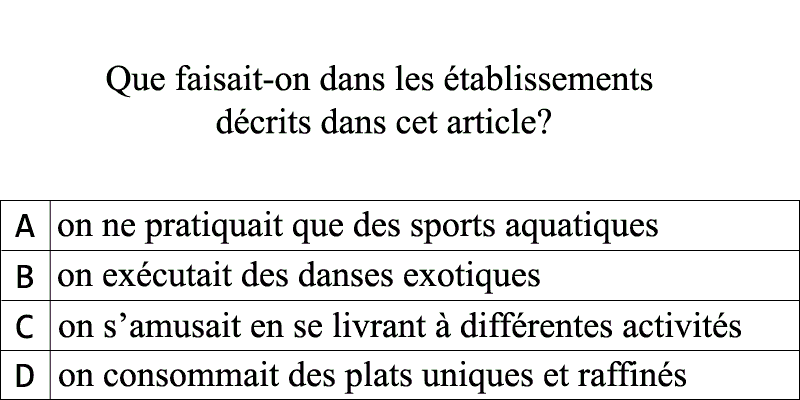 Que faisait-on dans les établissements
décrits dans cet article?
A on ne pratiquait que des sports aquatiques
B on exécutait des danses exotiques
C on s’amusait en se livrant à différentes activités
D on consommait des plats uniques et raffinés